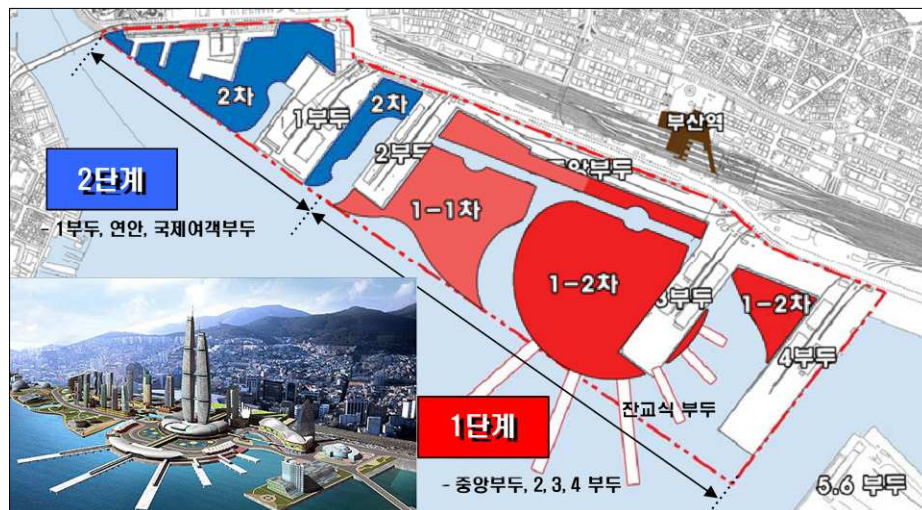 2차
1부두
2차
2부두
중앙부두
부산역
2단계
- 1부두, 연안, 국제여객부두
1-1차
1-2차
3부두
1-2차
4부두
잔교식 부두
1단계
- 중앙부두, 2, 3, 4 부두
5.6 부두